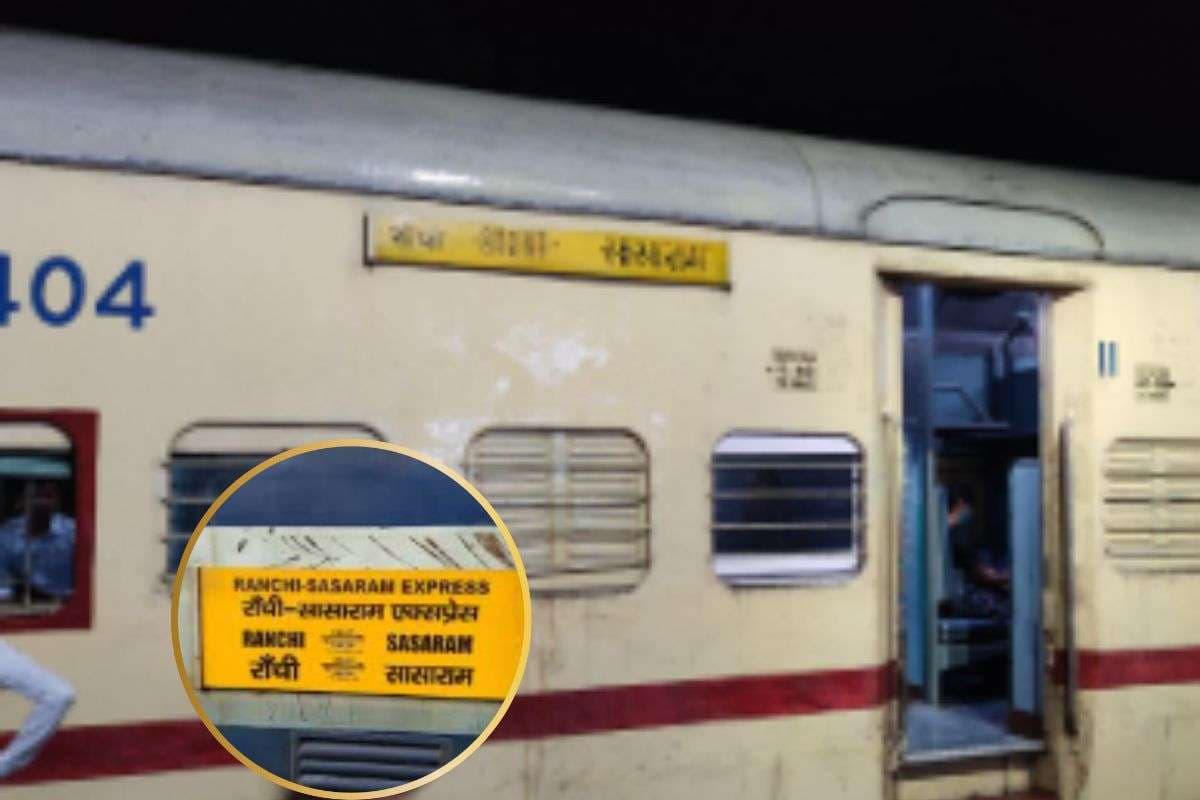 404
राँची सासाराम
RANCHI-SASARAM EXPRESS
राँची-सासाराम एक्सप्रेस
RANCHI SASARAM
राँची सासाराम